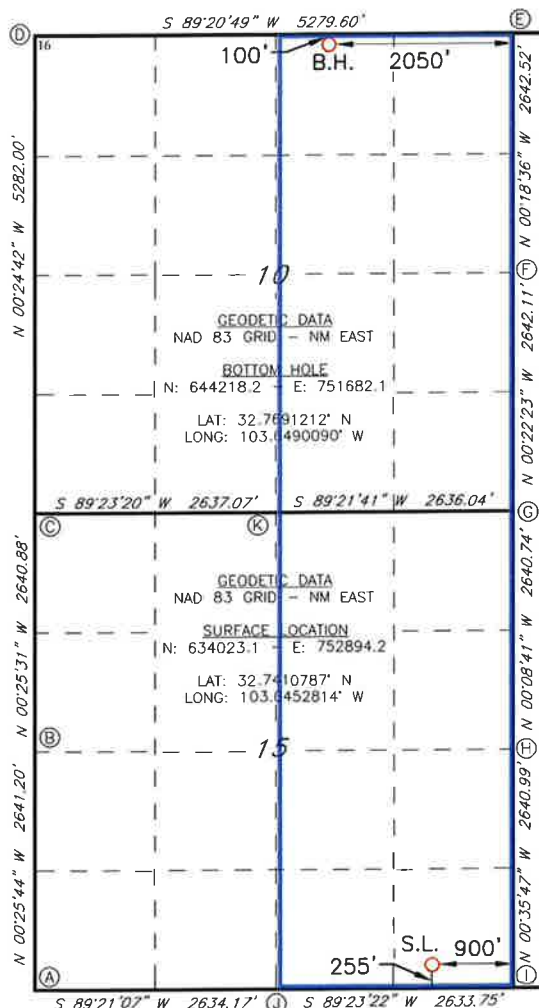 S 89°20'49" W 5279.60'
D
E
16
100'
B.H. 2050'
N 00°24'42" W 5282.00'
N 00°18'36" W 2642.52'
10
F
GEODETIC DATA
NAD 83 GRID - NM EAST
BOTTOM HOLE
N: 644218.2 - E: 751682.1
LAT: 32.7691212° N
LONG: 103.6490090° W
N 00°22'23" W 2642.11'
S 89°23'20" W 2637.07'
S 89°21'41" W 2636.04'
C
K
G
N 00°25'31" W 2640.88'
N 00°08'41" W 2640.74'
GEODETIC DATA
NAD 83 GRID - NM EAST
SURFACE LOCATION
N: 634023.1 - E: 752894.2
LAT: 32.7410787° N
LONG: 103.6452814° W
B
15
H
N 00°25'44" W 2641.20'
N 00°35'47" W 2640.99'
S.L. 900'
255'
A
J
I
S 89°21'07" W 2634.17'
S 89°23'22" W 2633.75'